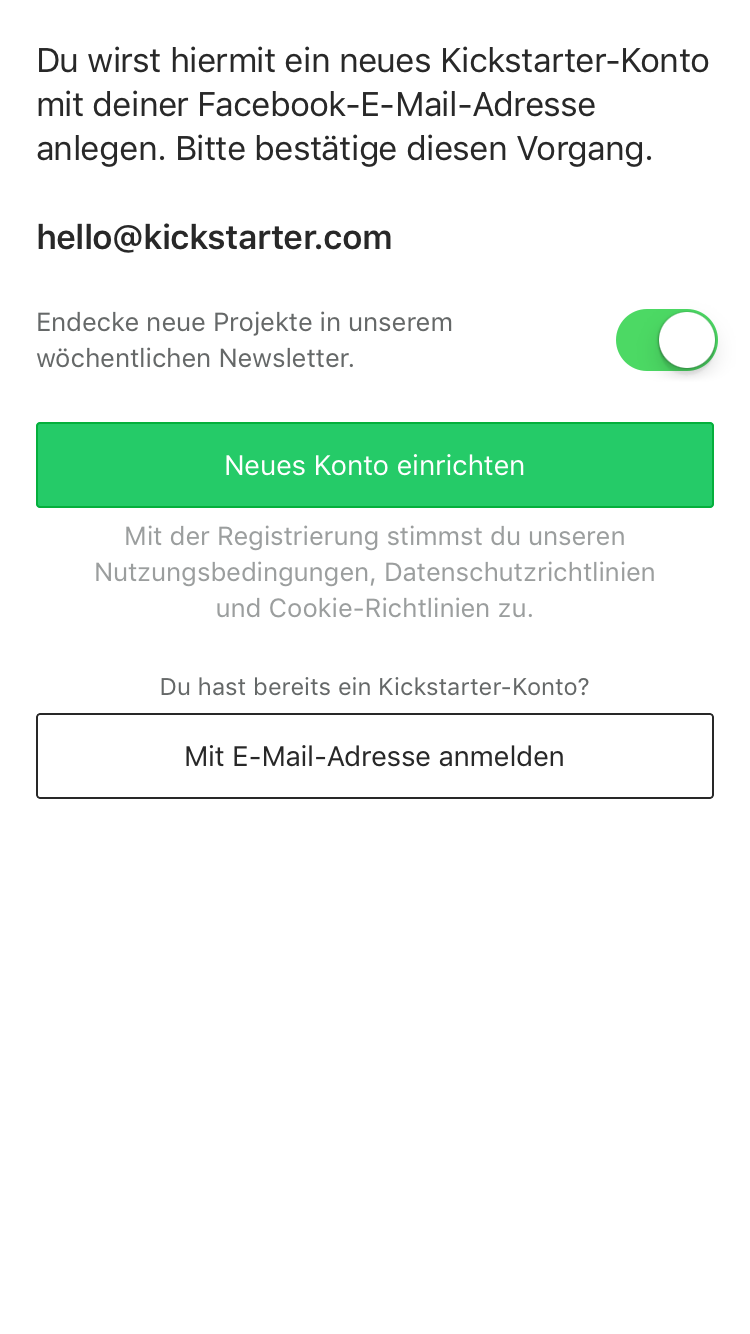 Du wirst hiermit ein neues Kickstarter-Konto
mit deiner Facebook-E-Mail-Adresse
anlegen. Bitte bestätige diesen Vorgang.
hello@kickstarter.com
Endecke neue Projekte in unserem
wöchentlichen Newsletter.
Neues Konto einrichten
Mit der Registrierung stimmst du unseren
Nutzungsbedingungen, Datenschutzrichtlinien
und Cookie-Richtlinien zu.
Du hast bereits ein Kickstarter-Konto?
Mit E-Mail-Adresse anmelden